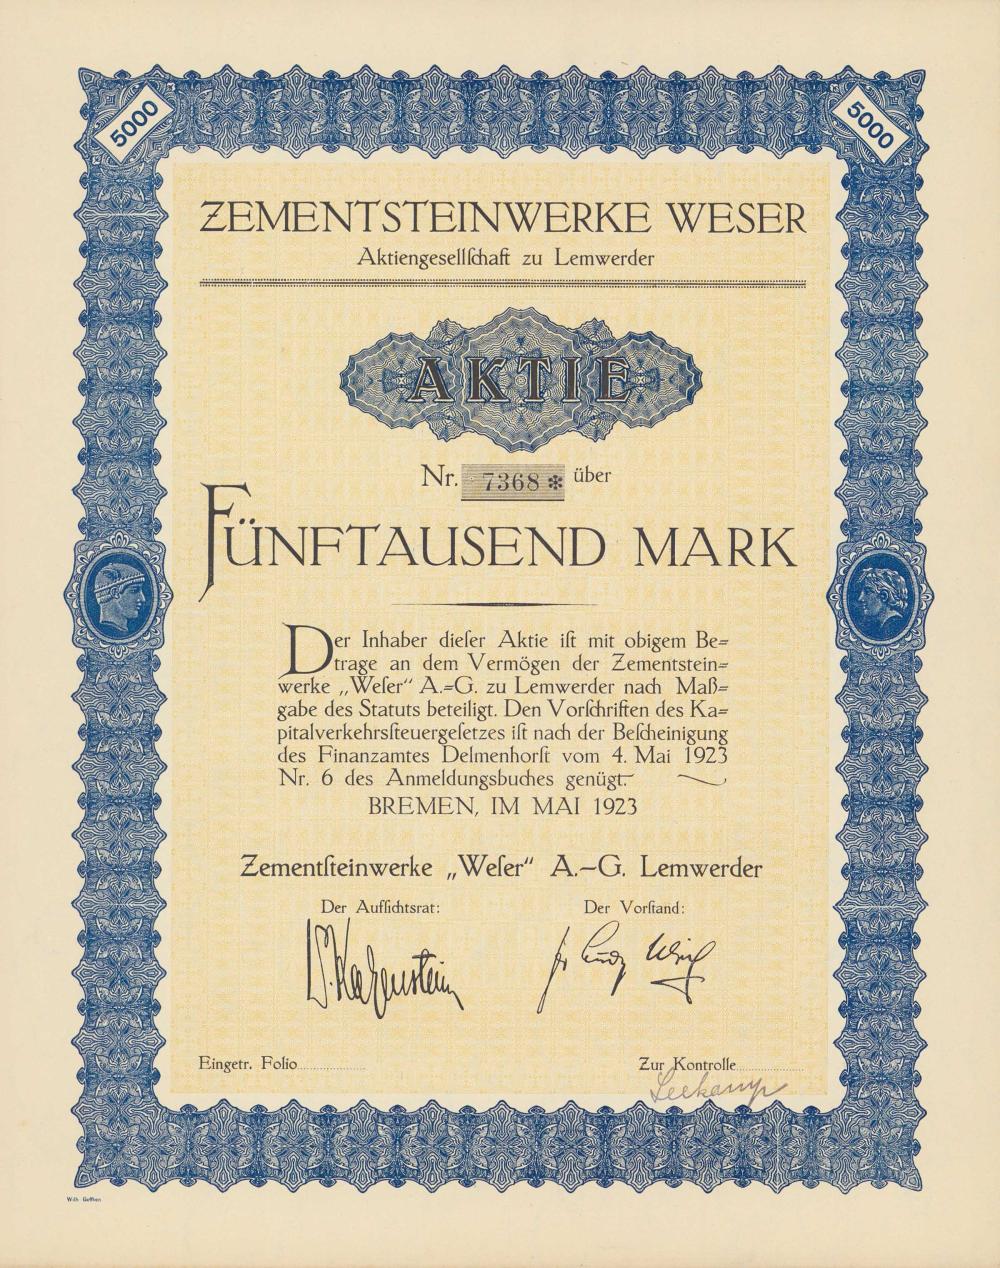 5000
5000
ZEMENTSTEINWERKE WESER
Aktiengesellſchaft zu Lemwerder
AKTIE
Nr. 7368 * über
FÜNFTAUSEND MARK
Der Inhaber dieſer Aktie iſt mit obigem Be=
trage an dem Vermögen der Zementstein=
werke „Weſer“ A.=G. zu Lemwerder nach Maß=
gabe des Statuts beteiligt. Den Vorſchriften des Ka=
pitalverkehrsſteuergeſetzes iſt nach der Beſcheinigung
des Finanzamtes Delmenhorſt vom 4. Mai 1923
Nr. 6 des Anmeldungsbuches genügt.
BREMEN, IM MAI 1923
Zementſteinwerke „Weſer“ A.–G. Lemwerder
Der Aufſichtsrat: Der Vorſtand:
Katzenstein
Eingetr. Folio Zur Kontrolle
Leekamp
Wilh.